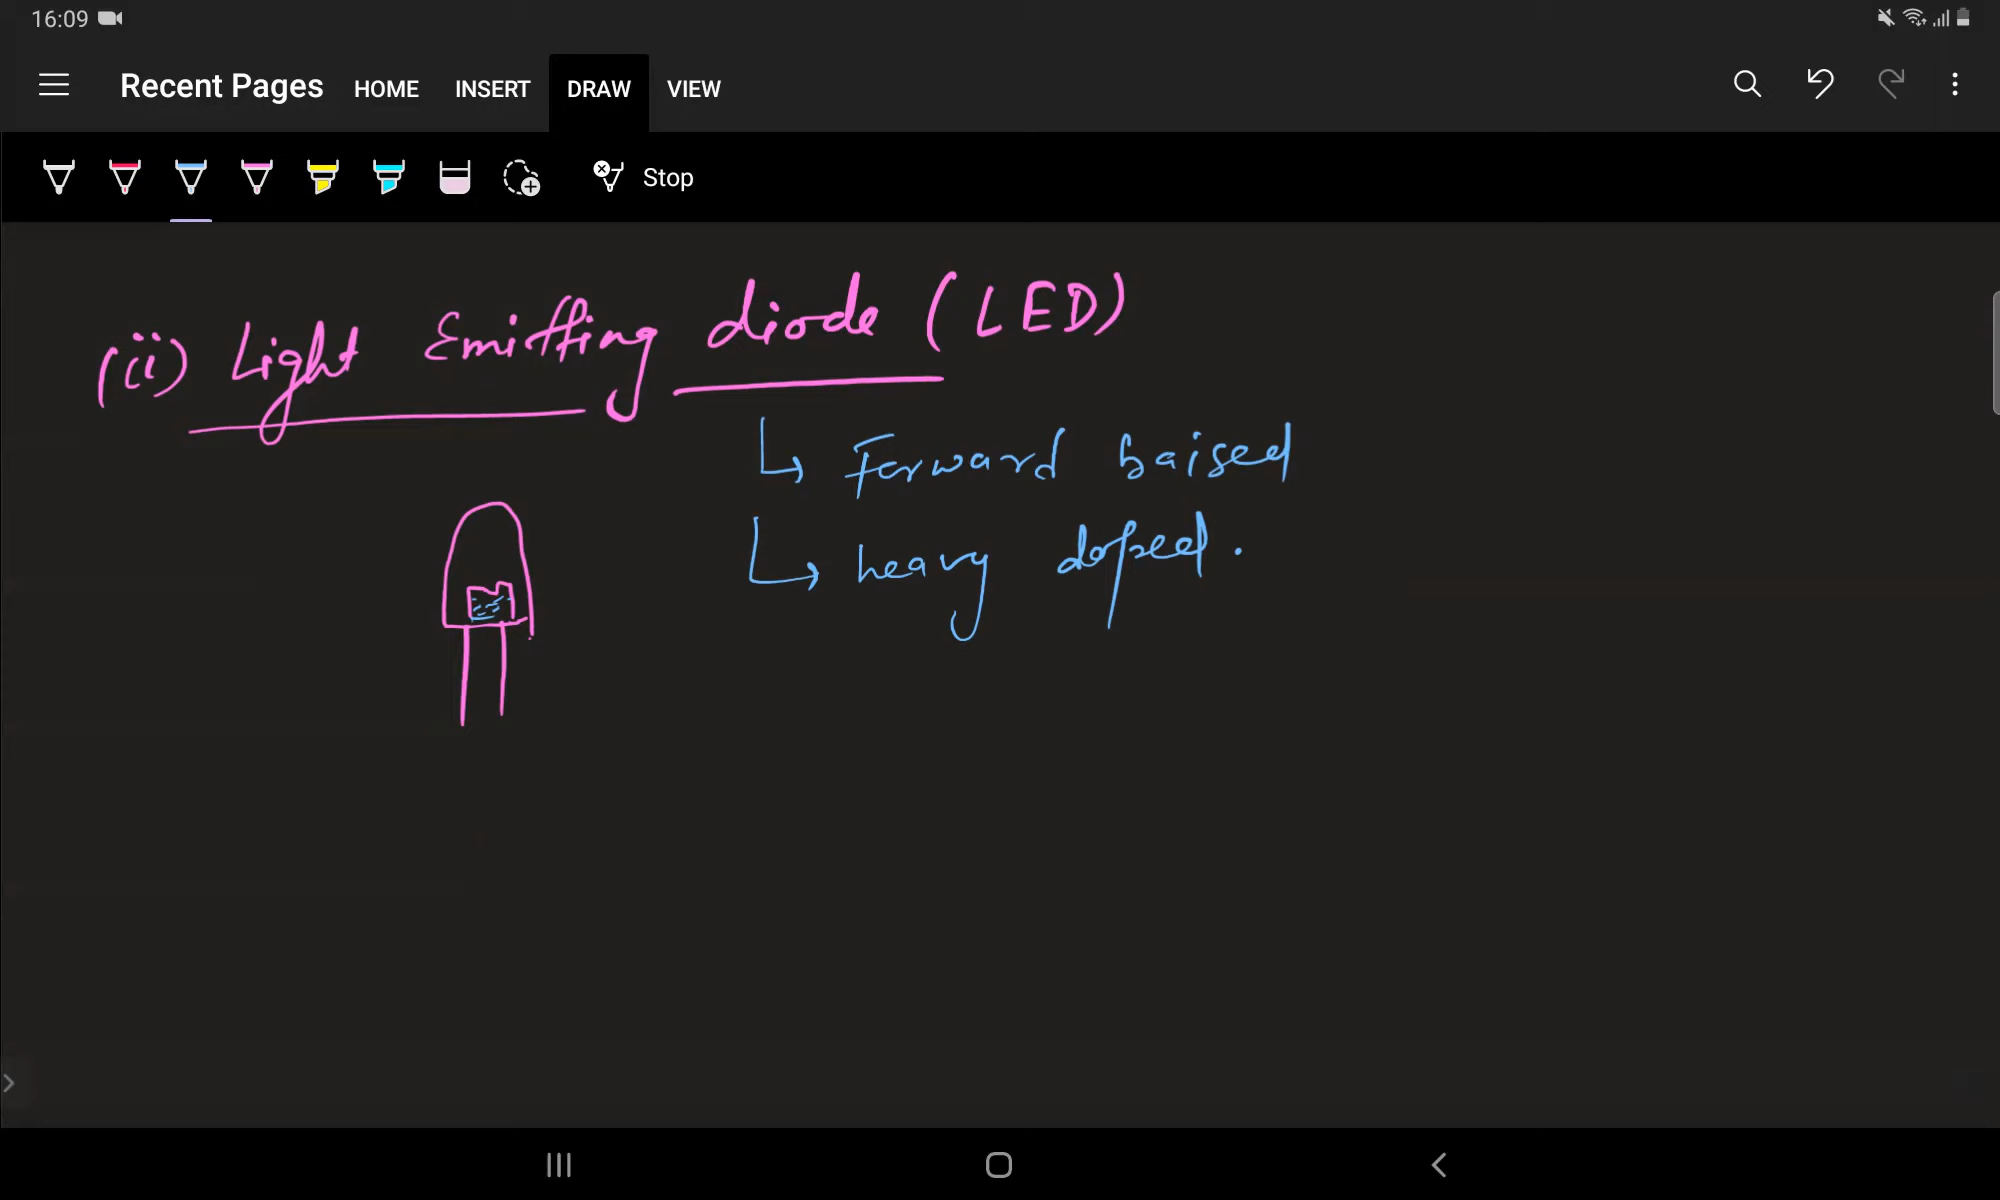 16:09
Recent Pages HOME INSERT DRAW VIEW
Stop
(ii) Light Emitting diode (LED)
↳ Forward baised
↳ heavy doped.